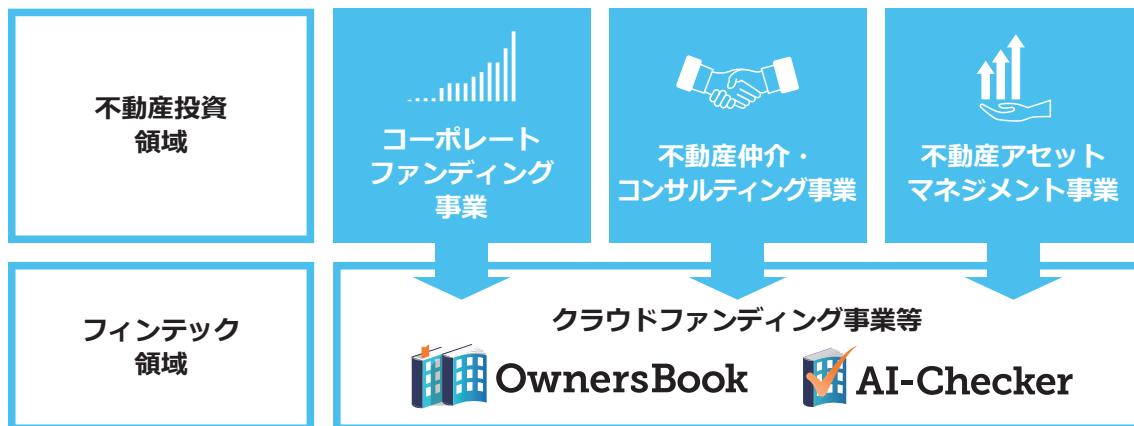 不動産投資
領域
コーポレート
ファンディング
事業
不動産仲介・
コンサルティング事業
不動産アセット
マネジメント事業
フィンテック
領域
クラウドファンディング事業等
OwnersBook
AI-Checker